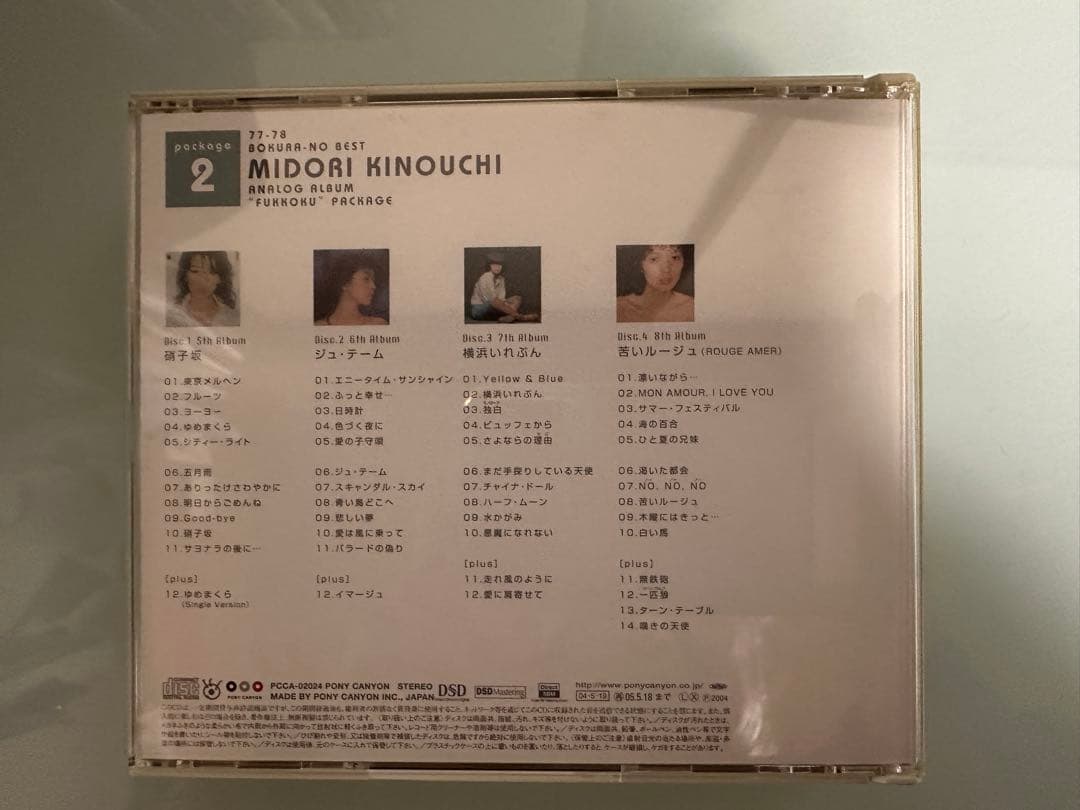 package
2
77-78
BOKURA-NO BEST
MIDORI KINOUCHI
ANALOG ALBUM
"FUKKOKU" PACKAGE
Disc.1 5th Album
硝子坂
01.東京メルヘン
02.フルーツ
03.ヨーヨー
04.ゆめまくら
05.シティー・ライト
06.五月雨
07.ありったけさわやかに
08.明日からごめんね
09.Good-bye
10.硝子坂
11.サヨナラの後に…
[plus]
12.ゆめまくら
(Single Version)
Disc.2 6th Album
ジュ・テーム
01.エニータイム・サンシャイン
02.ふっと幸せ…
03.日時計
04.色づく夜に
05.愛の子守唄
06.ジュ・テーム
07.スキャンダル・スカイ
08.青い鳥どこへ
09.悲しい夢
10.愛は風に乗って
11.バラードの偽り
[plus]
12.イマージュ
Disc.3 7th Album
横浜いれぶん
01.Yellow & Blue
02.横浜いれぶん
03.独白
04.ビュッフェから
05.さよならの理由
06.まだ手探りしている天使
07.チャイナ・ドール
08.ハーフ・ムーン
09.水かがみ
10.悪魔になれない
[plus]
11.走れ風のように
12.愛に肩寄せて
Disc.4 8th Album
苦いルージュ(ROUGE AMER)
01.漂いながら…
02.MON AMOUR, I LOVE YOU
03.サマー・フェスティバル
04.海の百合
05.ひと夏の兄妹
06.渇いた都会
07.NO, NO, NO
08.苦いルージュ
09.木曜にはきっと…
10.白い馬
[plus]
11.無鉄砲
12.一匹狼
13.ターン・テーブル
14.嘆きの天使
disc
PONY CANYON
PCCA-02024 PONY CANYON STEREO
MADE BY PONY CANYON INC., JAPAN
DSD
DSD Mastering
Direct SBM
http://www.ponycanyon.co.jp/
04·5·19 再 05.5.18 まで Ⓛ Ⓧ Ⓟ2004